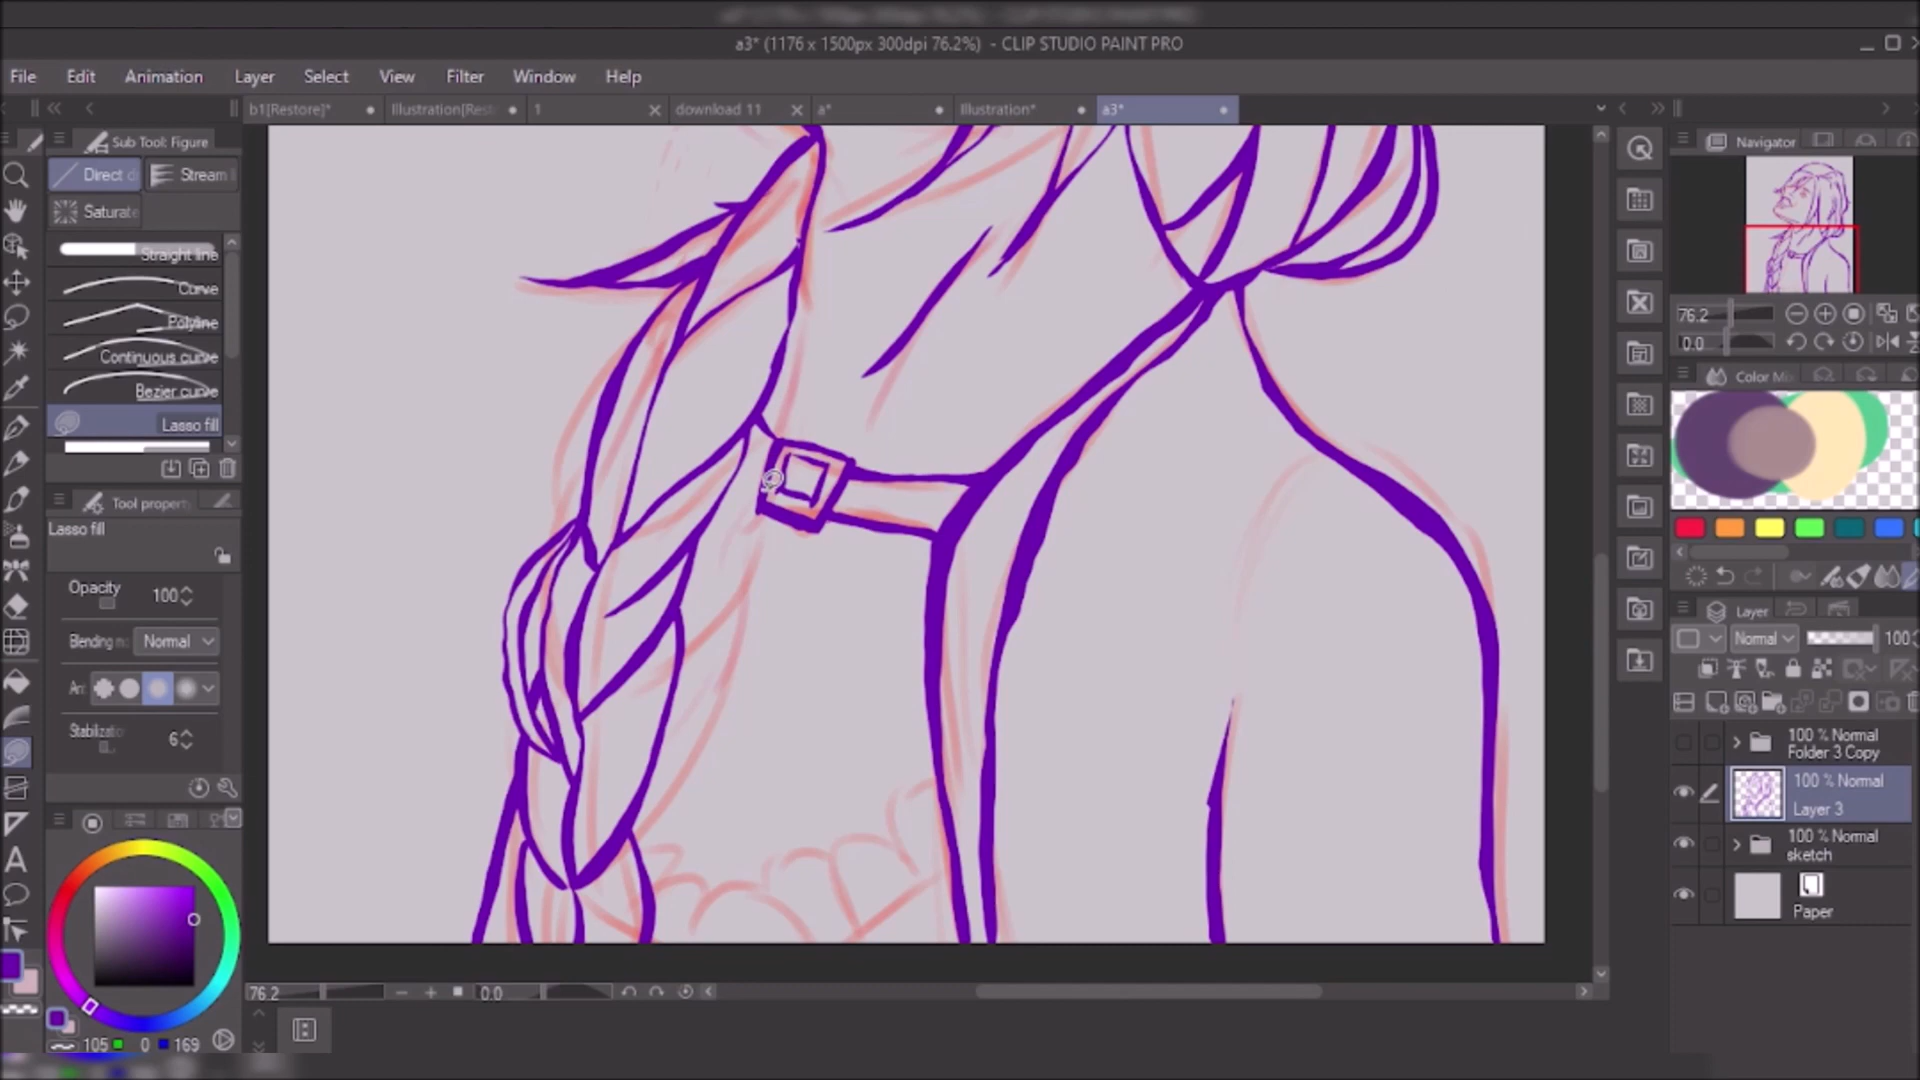 a3* (1176 x 1500px 300dpi 76.2%) - CLIP STUDIO PAINT PRO
File Edit Animation Layer Select View Filter Window Help
b1[Restore]* Illustration[Rest 1 download 11 a* Illustration* a3*
Sub Tool: Figure
Direct d Stream l
Saturate
Straight line
Curve
Polyline
Continuous curve
Bezier curve
Lasso fill
Tool property
Lasso fill
Opacity 100
Blending m Normal
An
Stabilizatio 6
105 0 169
76.2 0.0
Navigator
76.2
0.0
Color Mi
Layer
Normal 100
100 % Normal
Folder 3 Copy
100 % Normal
Layer 3
100 % Normal
sketch
Paper
A